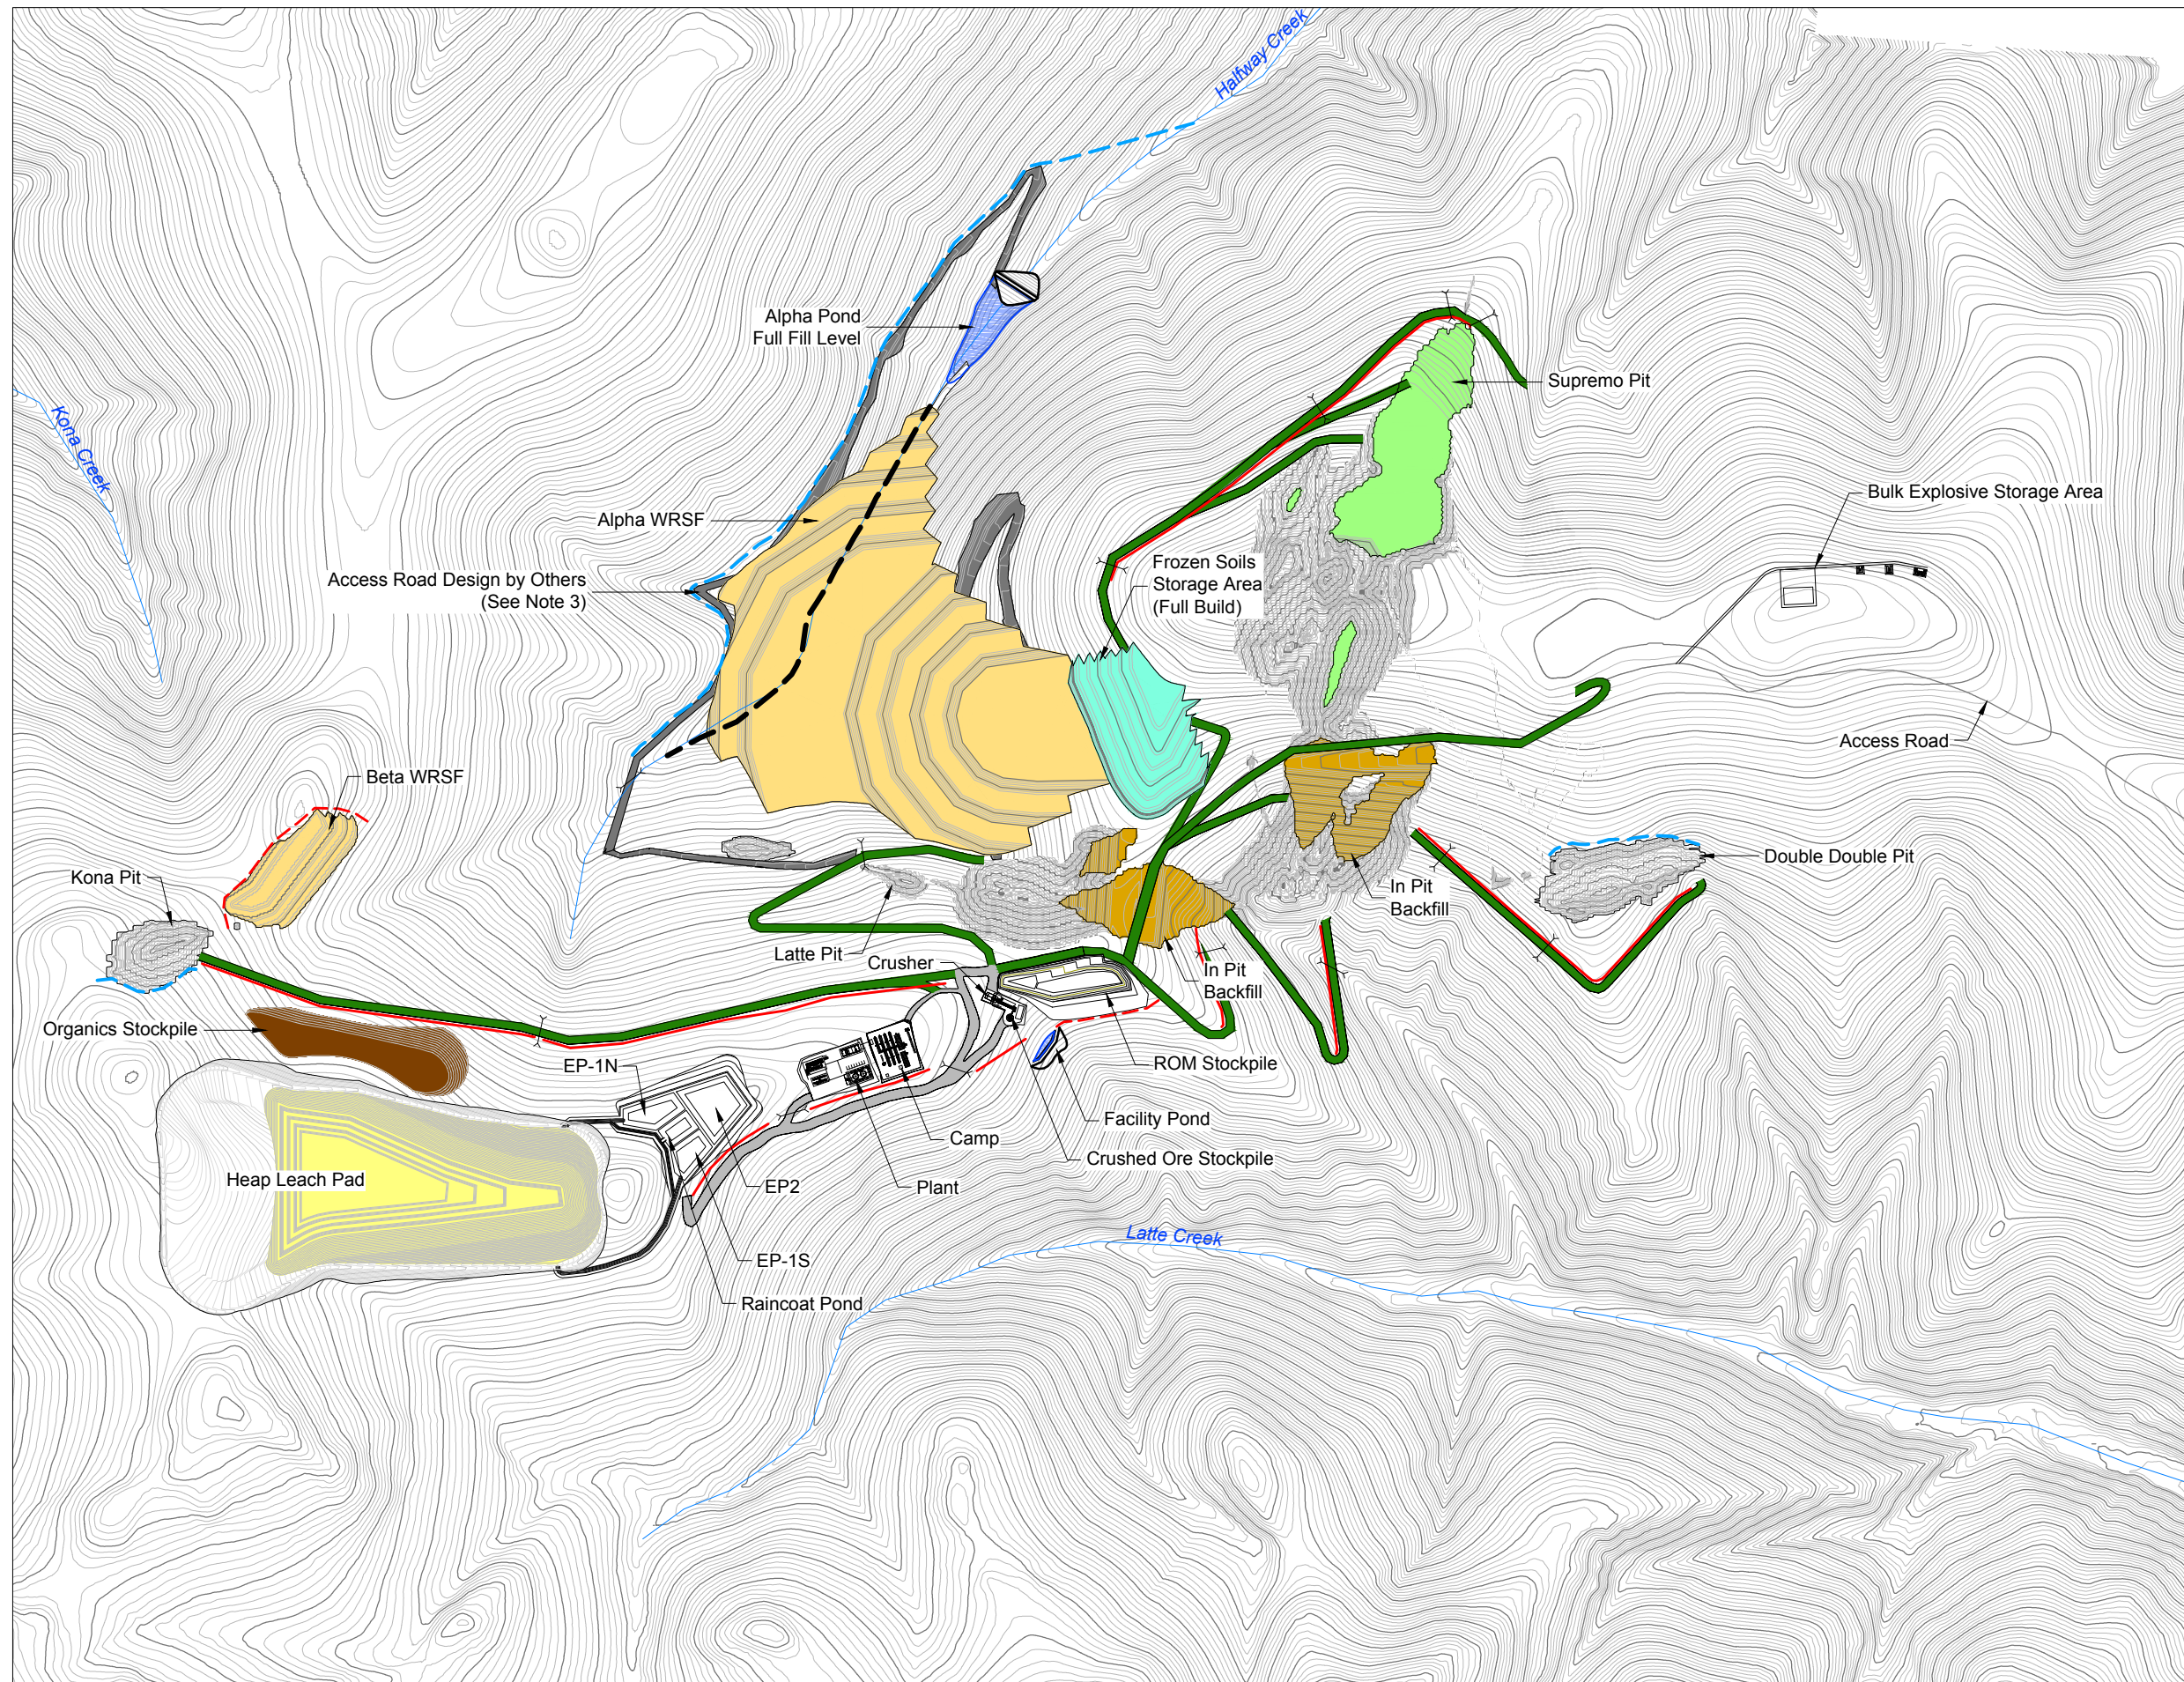 Halfway Creek
Alpha Pond
Full Fill Level
Supremo Pit
Kona Creek
Bulk Explosive Storage Area
Alpha WRSF
Frozen Soils
Storage Area
(Full Build)
Access Road Design by Others
(See Note 3)
Access Road
Beta WRSF
Double Double Pit
Kona Pit
In Pit
Backfill
Latte Pit
Crusher
In Pit
Backfill
Organics Stockpile
EP-1N
ROM Stockpile
Facility Pond
Camp
Crushed Ore Stockpile
Heap Leach Pad
EP2
Plant
Latte Creek
EP-1S
Raincoat Pond